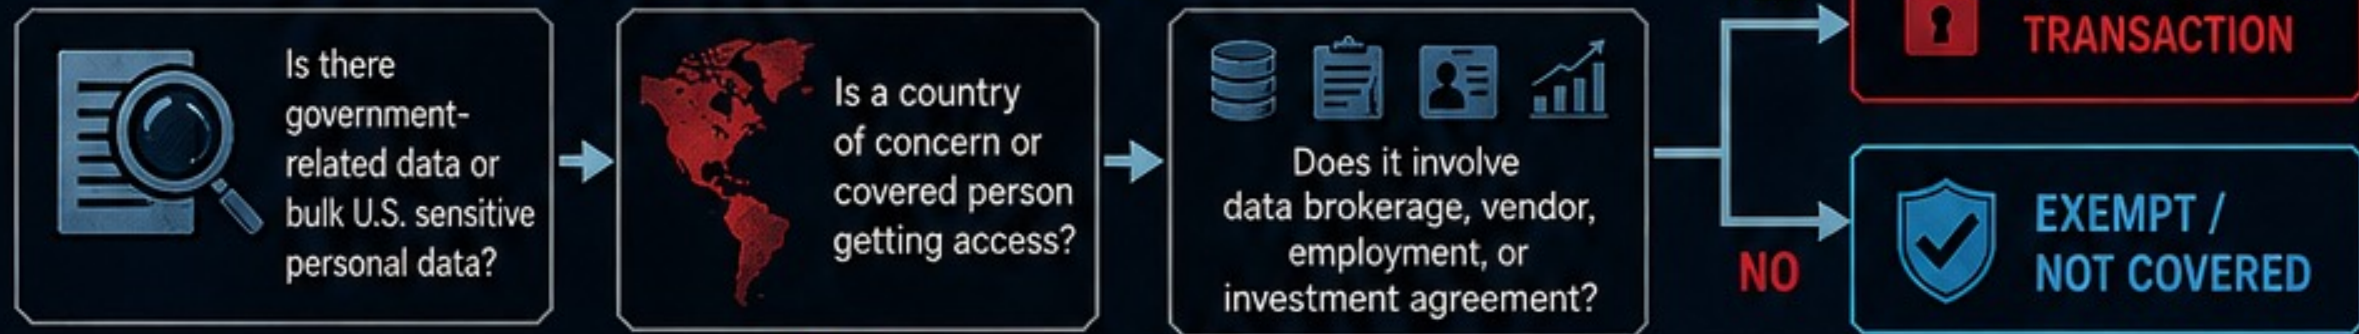 Is there
government-
related data or
bulk U.S. sensitive
personal data?
Is a country
of concern or
covered person
getting access?
Does it involve
data brokerage, vendor,
employment, or
investment agreement?
TRANSACTION
NO
EXEMPT /
NOT COVERED